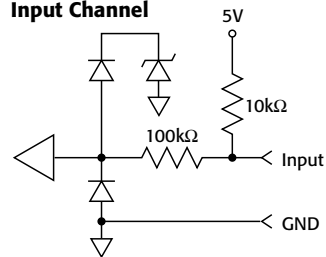 Input Channel
5V
10kΩ
100kΩ
Input
GND